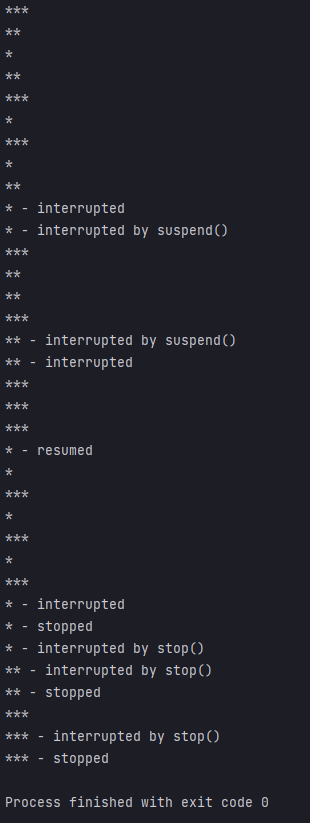 ***
**
*
**
***
*
***
*
**
* - interrupted
* - interrupted by suspend()
***
**
**
***
** - interrupted by suspend()
** - interrupted
***
***
***
* - resumed
*
***
*
***
*
***
* - interrupted
* - stopped
* - interrupted by stop()
** - interrupted by stop()
** - stopped
***
*** - interrupted by stop()
*** - stopped

Process finished with exit code 0